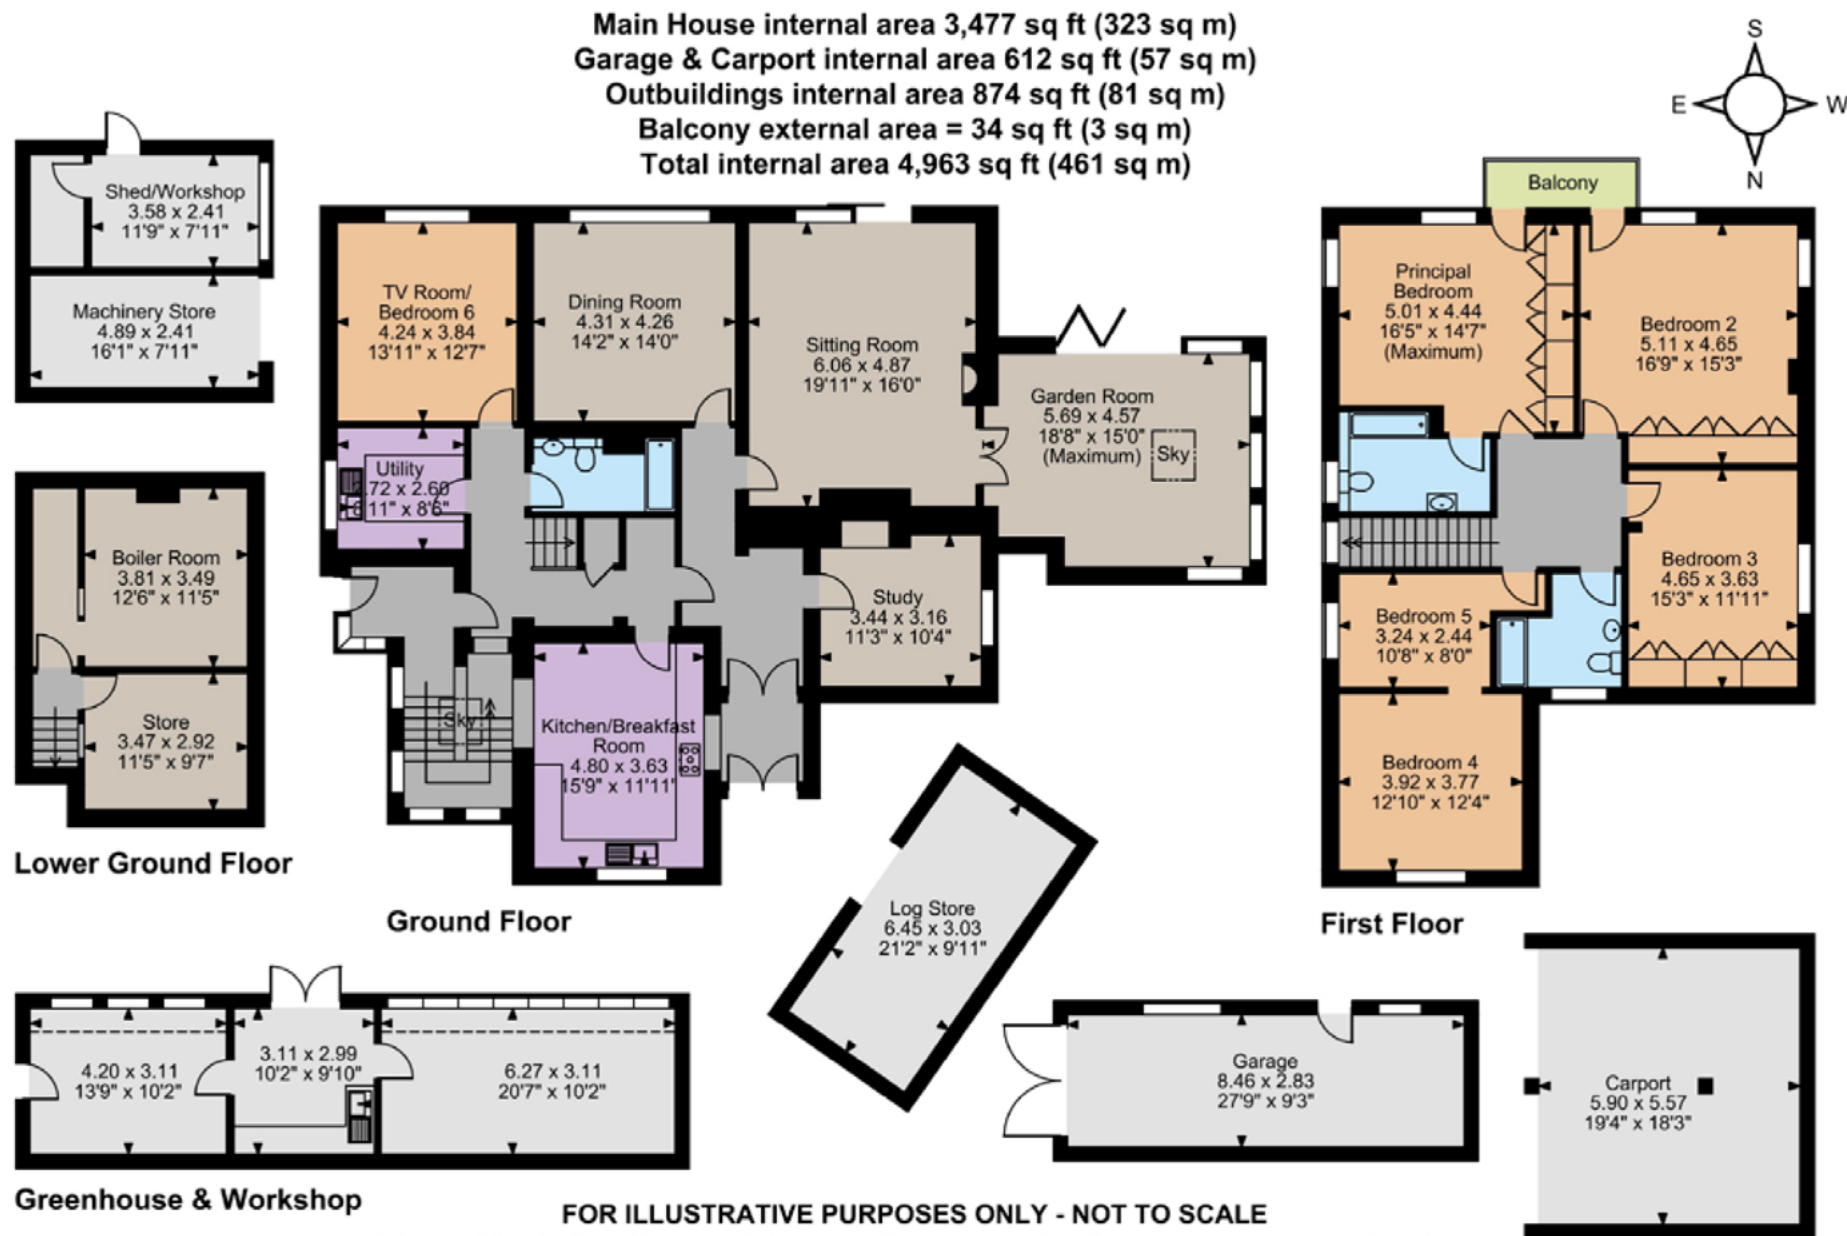 Main House internal area 3,477 sq ft (323 sq m)
Garage & Carport internal area 612 sq ft (57 sq m)
Outbuildings internal area 874 sq ft (81 sq m)
Balcony external area = 34 sq ft (3 sq m)
Total internal area 4,963 sq ft (461 sq m)
S
E
W
N
Shed/Workshop
3.58 x 2.41
11'9" x 7'11"
Machinery Store
4.89 x 2.41
16'1" x 7'11"
Boiler Room
3.81 x 3.49
12'6" x 11'5"
Store
3.47 x 2.92
11'5" x 9'7"
Lower Ground Floor
TV Room/
Bedroom 6
4.24 x 3.84
13'11" x 12'7"
Dining Room
4.31 x 4.26
14'2" x 14'0"
Sitting Room
6.06 x 4.87
19'11" x 16'0"
Garden Room
5.69 x 4.57
18'8" x 15'0"
(Maximum)
Sky
Utility
.72 x 2.60
11" x 8'6"
Study
3.44 x 3.16
11'3" x 10'4"
Sky
Kitchen/Breakfast
Room
4.80 x 3.63
15'9" x 11'11"
Ground Floor
Balcony
Principal
Bedroom
5.01 x 4.44
16'5" x 14'7"
(Maximum)
Bedroom 2
5.11 x 4.65
16'9" x 15'3"
Bedroom 3
4.65 x 3.63
15'3" x 11'11"
Bedroom 5
3.24 x 2.44
10'8" x 8'0"
Bedroom 4
3.92 x 3.77
12'10" x 12'4"
First Floor
Log Store
6.45 x 3.03
21'2" x 9'11"
4.20 x 3.11
13'9" x 10'2"
3.11 x 2.99
10'2" x 9'10"
6.27 x 3.11
20'7" x 10'2"
Greenhouse & Workshop
Garage
8.46 x 2.83
27'9" x 9'3"
Carport
5.90 x 5.57
19'4" x 18'3"
FOR ILLUSTRATIVE PURPOSES ONLY - NOT TO SCALE